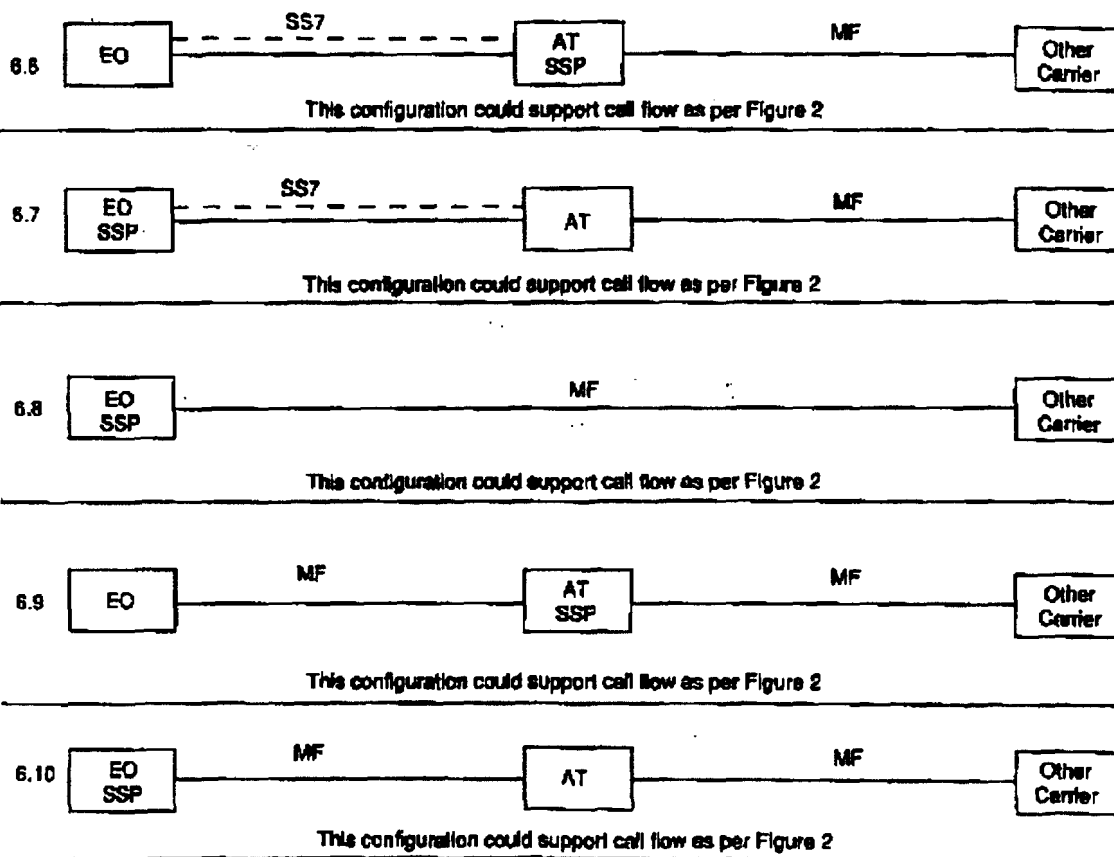 SS7
MF
6.6
EO
AT
SSP
Other
Carrier
This configuration could support call flow as per Figure 2
SS7
MF
6.7
EO
SSP
AT
Other
Carrier
This configuration could support call flow as per Figure 2
MF
6.8
EO
SSP
Other
Carrier
This configuration could support call flow as per Figure 2
MF
MF
6.9
EO
AT
SSP
Other
Carrier
This configuration could support call flow as per Figure 2
MF
MF
6.10
EO
SSP
AT
Other
Carrier
This configuration could support call flow as per Figure 2